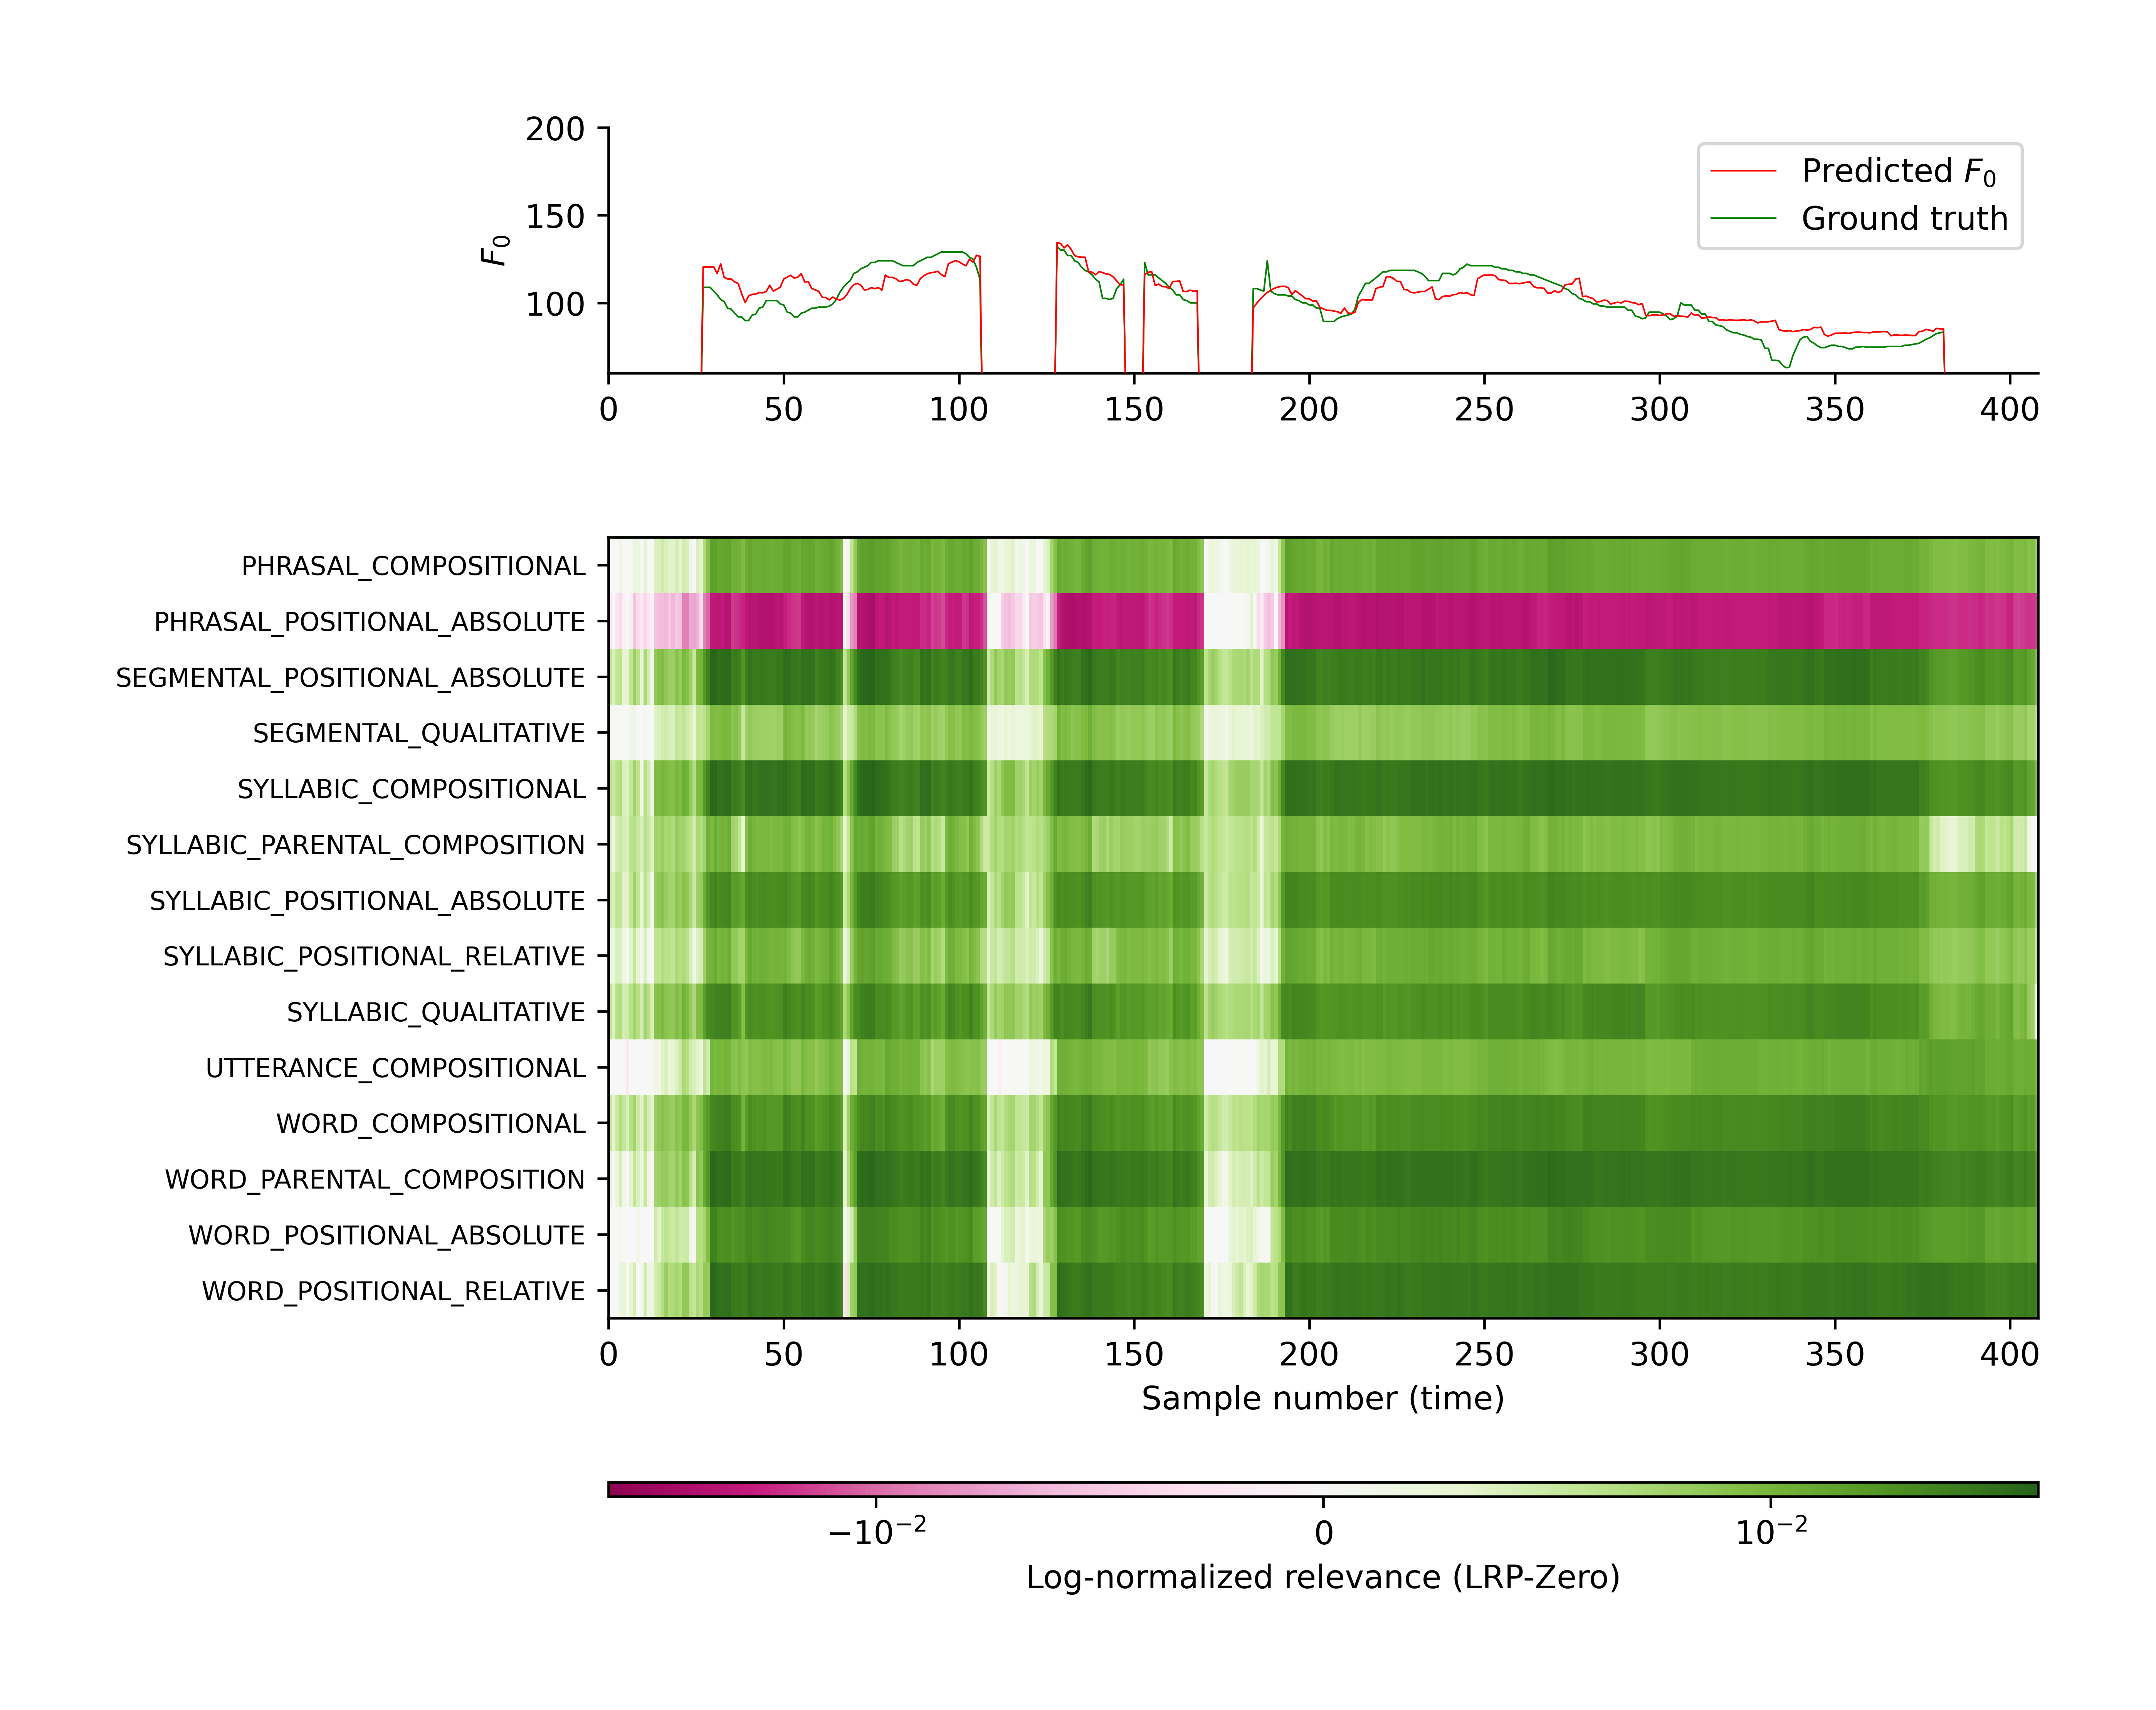 200
150
100
F₀
Predicted F₀
Ground truth
0 50 100 150 200 250 300 350 400
PHRASAL_COMPOSITIONAL
PHRASAL_POSITIONAL_ABSOLUTE
SEGMENTAL_POSITIONAL_ABSOLUTE
SEGMENTAL_QUALITATIVE
SYLLABIC_COMPOSITIONAL
SYLLABIC_PARENTAL_COMPOSITION
SYLLABIC_POSITIONAL_ABSOLUTE
SYLLABIC_POSITIONAL_RELATIVE
SYLLABIC_QUALITATIVE
UTTERANCE_COMPOSITIONAL
WORD_COMPOSITIONAL
WORD_PARENTAL_COMPOSITION
WORD_POSITIONAL_ABSOLUTE
WORD_POSITIONAL_RELATIVE
0 50 100 150 200 250 300 350 400
Sample number (time)
−10⁻² 0 10⁻²
Log-normalized relevance (LRP-Zero)